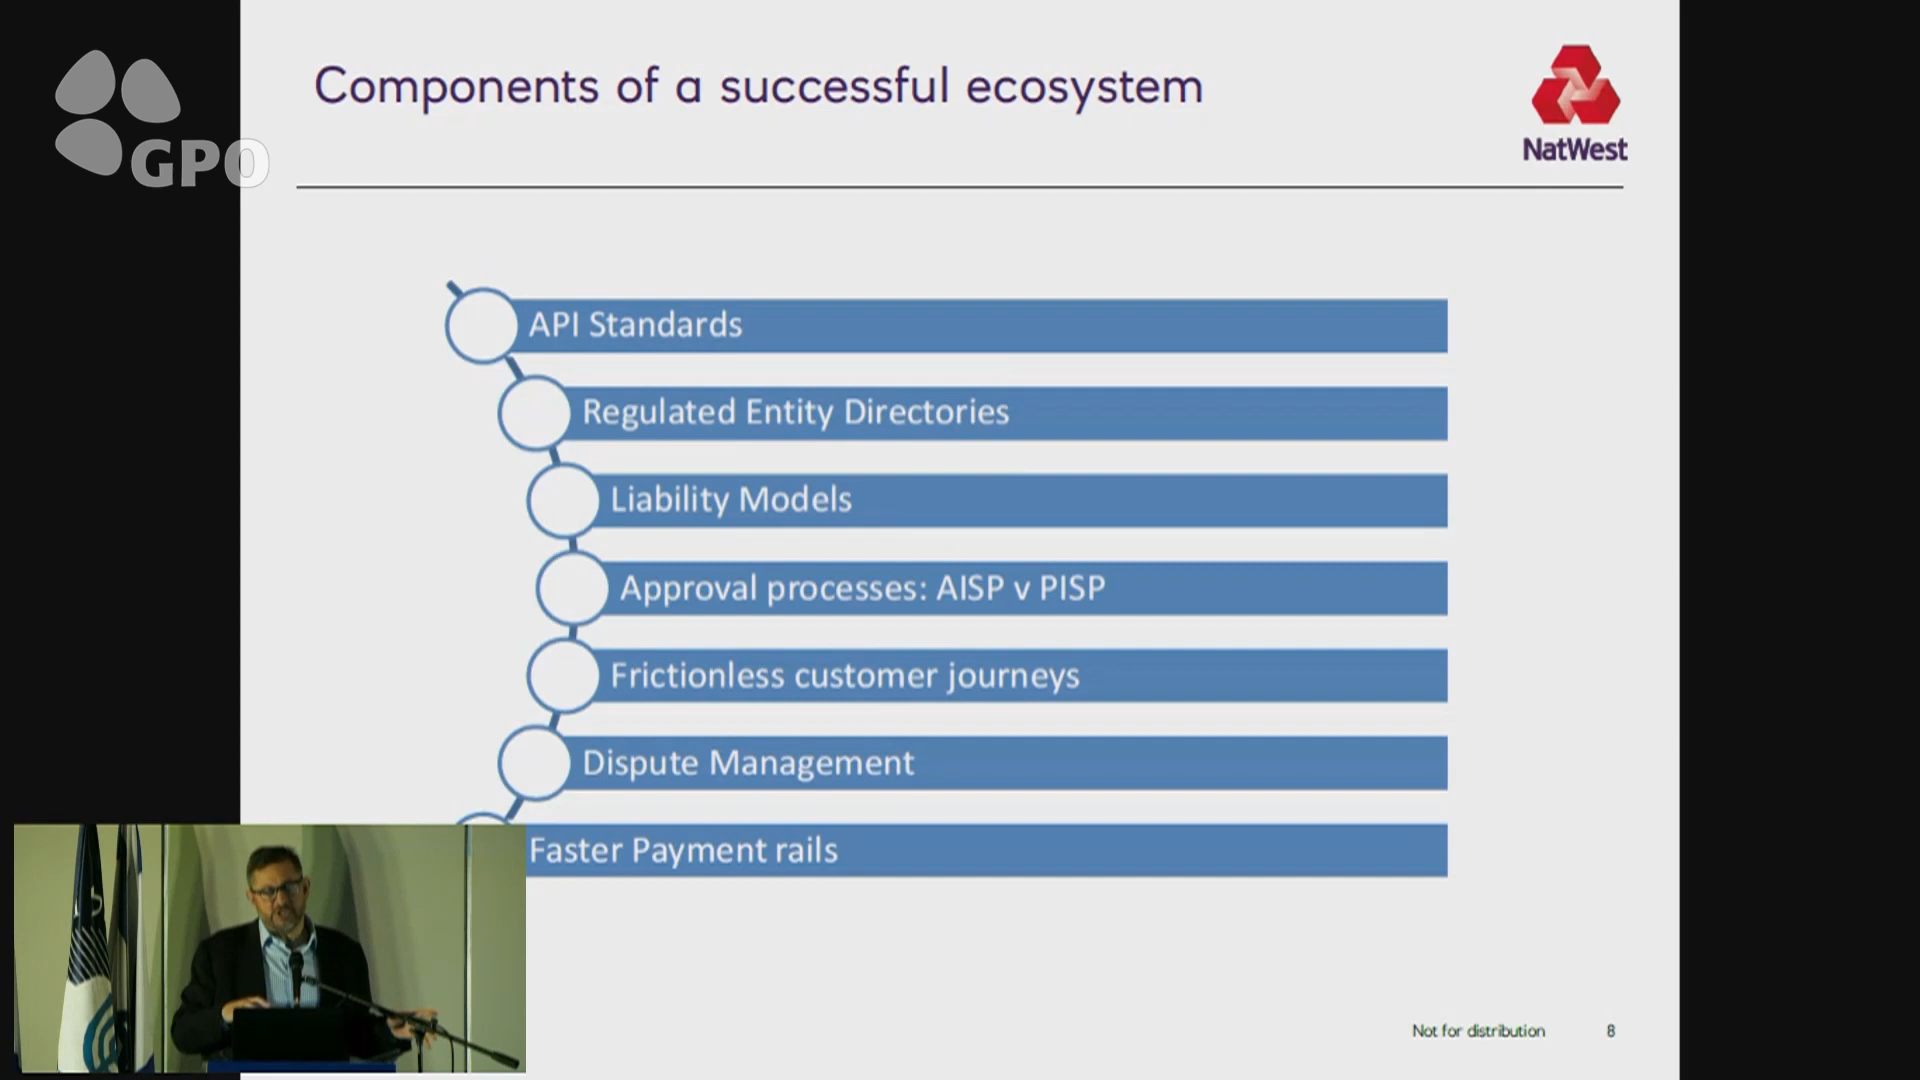 GPO
Components of a successful ecosystem
NatWest
API Standards
Regulated Entity Directories
Liability Models
Approval processes: AISP v PISP
Frictionless customer journeys
Dispute Management
Faster Payment rails
Not for distribution
8